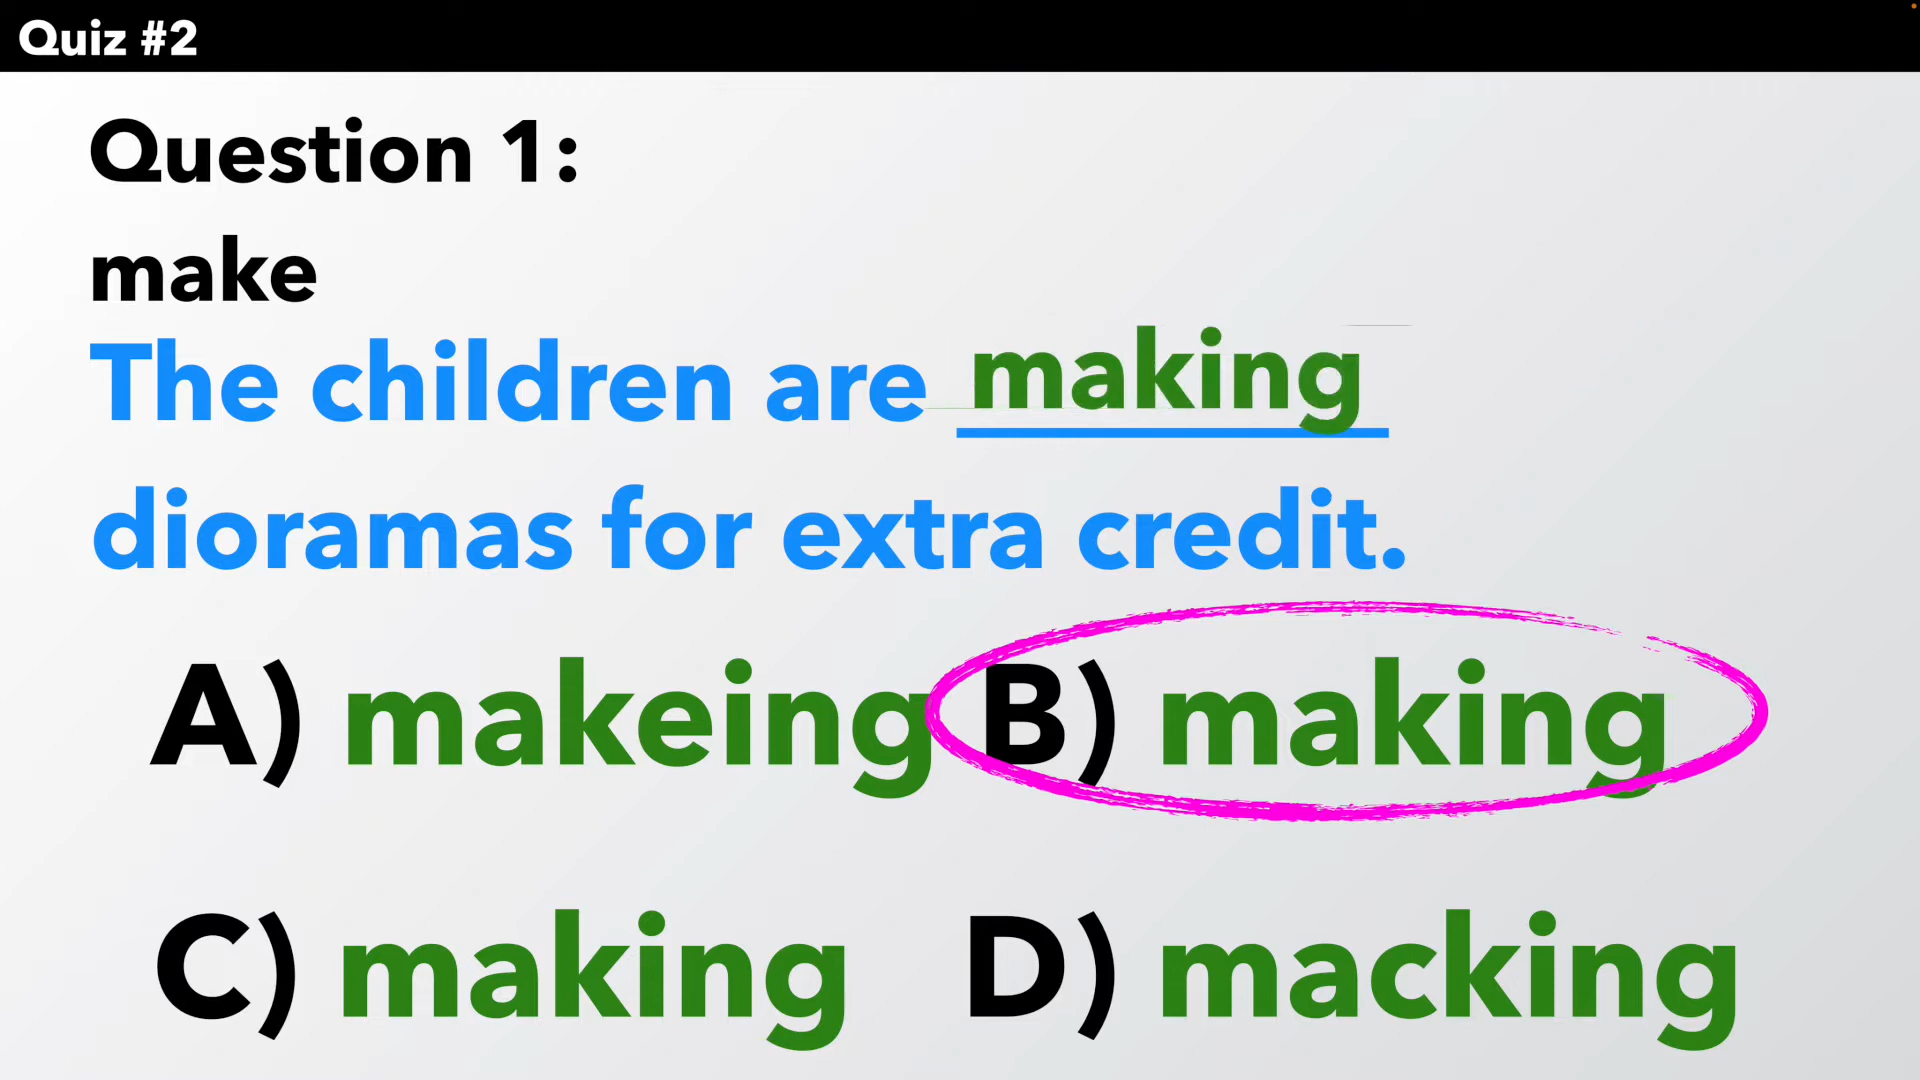 Quiz #2
Question 1:
make
The children are making
dioramas for extra credit.
A) makeing B) making
C) making D) macking